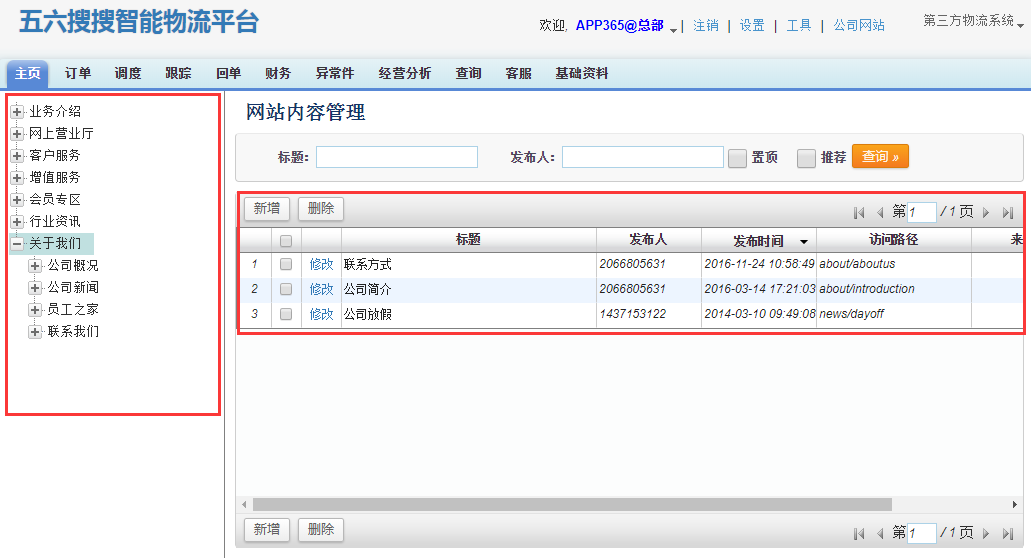 五六搜搜智能物流平台
欢迎, APP365@总部 | 注销 | 设置 | 工具 | 公司网站
第三方物流系统
主页 订单 调度 跟踪 回单 财务 异常件 经营分析 查询 客服 基础资料
业务介绍
网上营业厅
客户服务
增值服务
会员专区
行业资讯
关于我们
公司概况
公司新闻
员工之家
联系我们
网站内容管理
标题： 发布人： 置顶 推荐 查询 »
新增 删除 第 1 / 1 页
标题 发布人 发布时间 访问路径 来
1 修改 联系方式 2066805631 2016-11-24 10:58:49 about/aboutus
2 修改 公司简介 2066805631 2016-03-14 17:21:03 about/introduction
3 修改 公司放假 1437153122 2014-03-10 09:49:08 news/dayoff
新增 删除 第 1 / 1 页